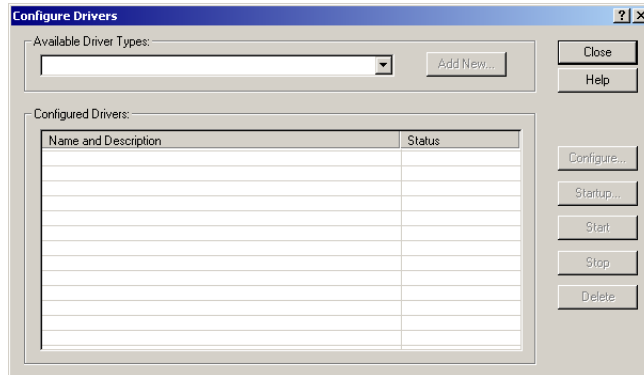 Configure Drivers
Available Driver Types:
Add New...
Close
Help
Configured Drivers:
Name and Description Status
Configure...
Startup...
Start
Stop
Delete